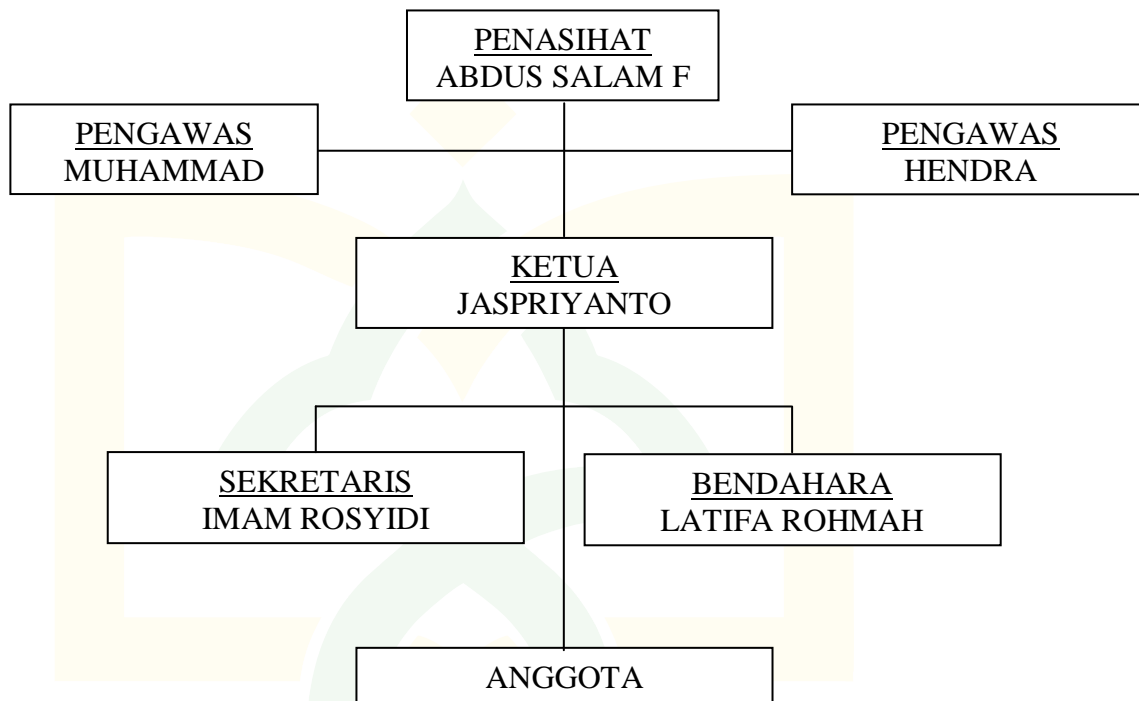 PENASIHAT
ABDUS SALAM F
PENGAWAS
MUHAMMAD
PENGAWAS
HENDRA
KETUA
JASPRIYANTO
SEKRETARIS
IMAM ROSYIDI
BENDAHARA
LATIFA ROHMAH
ANGGOTA